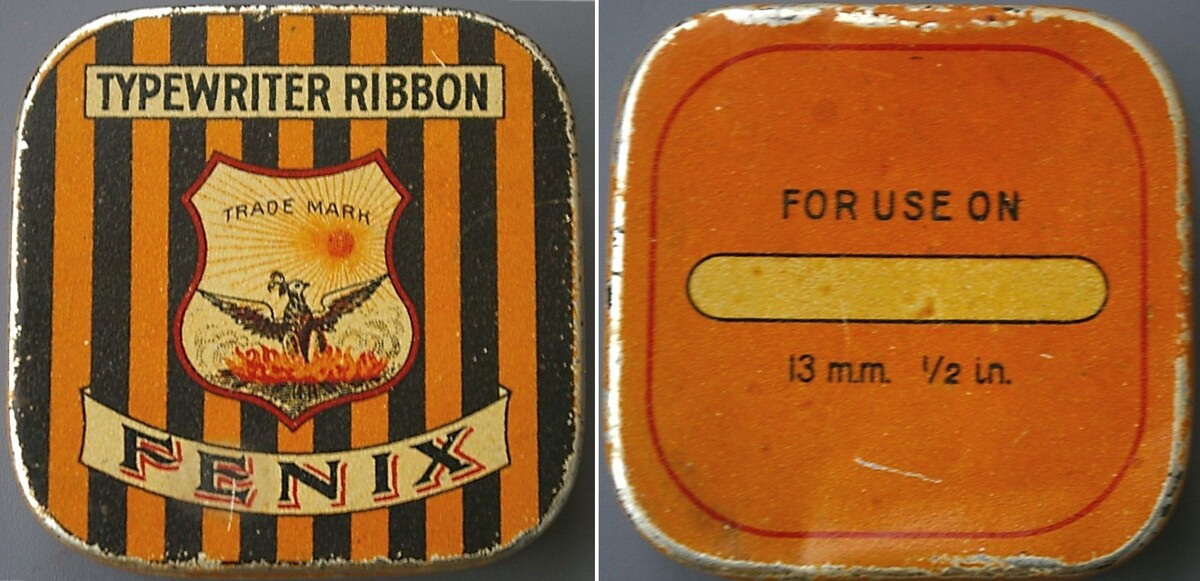 TYPEWRITER RIBBON
TRADE MARK
FENIX
FOR USE ON
13 m.m. 1/2 in.